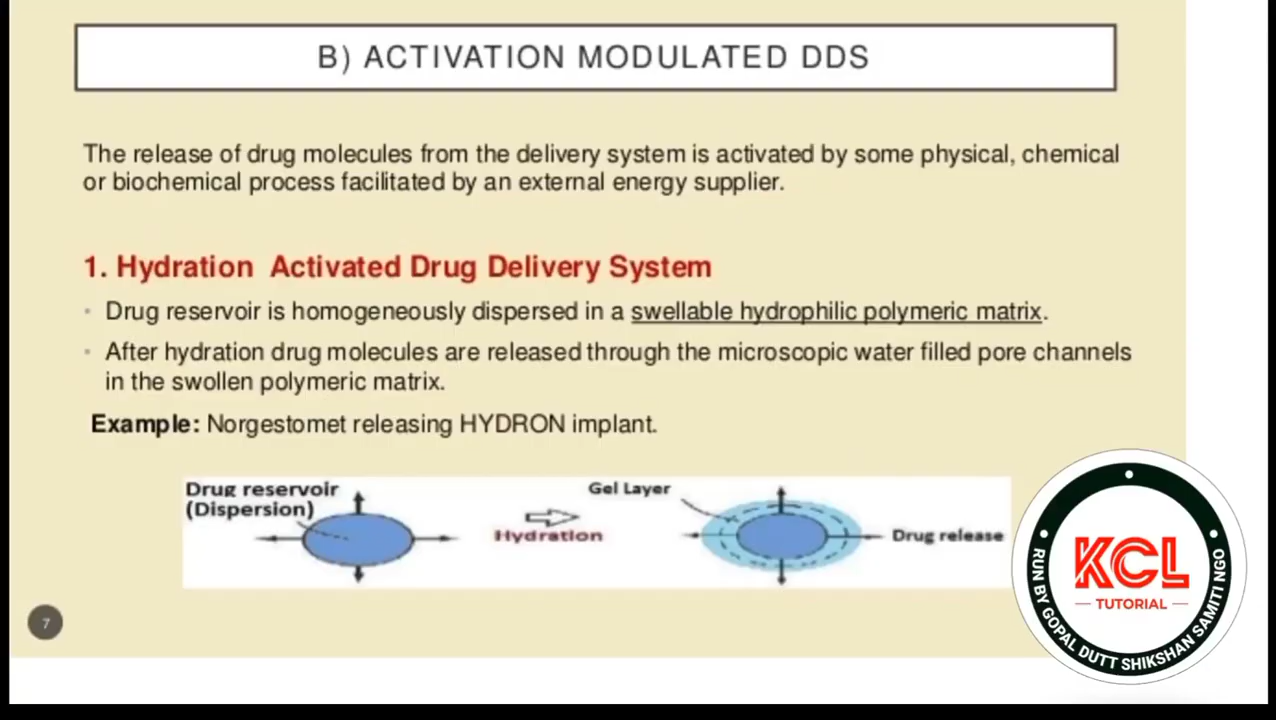 B) ACTIVATION MODULATED DDS
The release of drug molecules from the delivery system is activated by some physical, chemical
or biochemical process facilitated by an external energy supplier.
1. Hydration Activated Drug Delivery System
• Drug reservoir is homogeneously dispersed in a swellable hydrophilic polymeric matrix.
• After hydration drug molecules are released through the microscopic water filled pore channels
in the swollen polymeric matrix.
Example: Norgestomet releasing HYDRON implant.
Drug reservoir
(Dispersion)
Hydration
Gel Layer
Drug release
7
KCL
TUTORIAL
RUN BY GOPAL DUTT SHIKSHAN SAMITI NGO